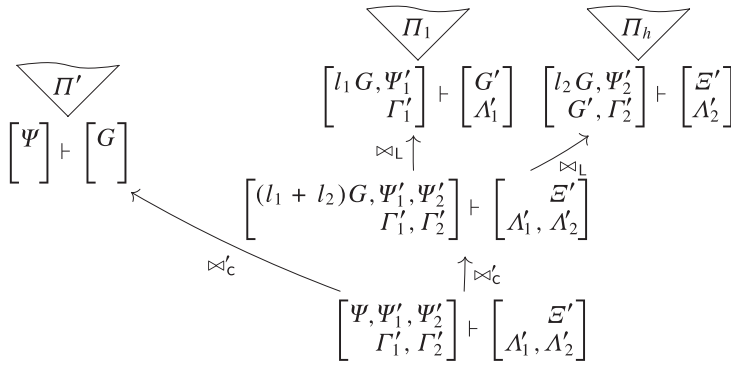 Π₁ Πₕ
Π′
[l₁ G, Ψ′₁ Γ′₁] ⊢ [G′ Λ′₁] [l₂ G, Ψ′₂ G′, Γ′₂] ⊢ [Ξ′ Λ′₂]
[Ψ] ⊢ [G]
⋈L ⋈L
[(l₁ + l₂) G, Ψ′₁, Ψ′₂ Γ′₁, Γ′₂] ⊢ [Ξ′ Λ′₁, Λ′₂]
⋈′C ⋈′C
[Ψ, Ψ′₁, Ψ′₂ Γ′₁, Γ′₂] ⊢ [Ξ′ Λ′₁, Λ′₂]